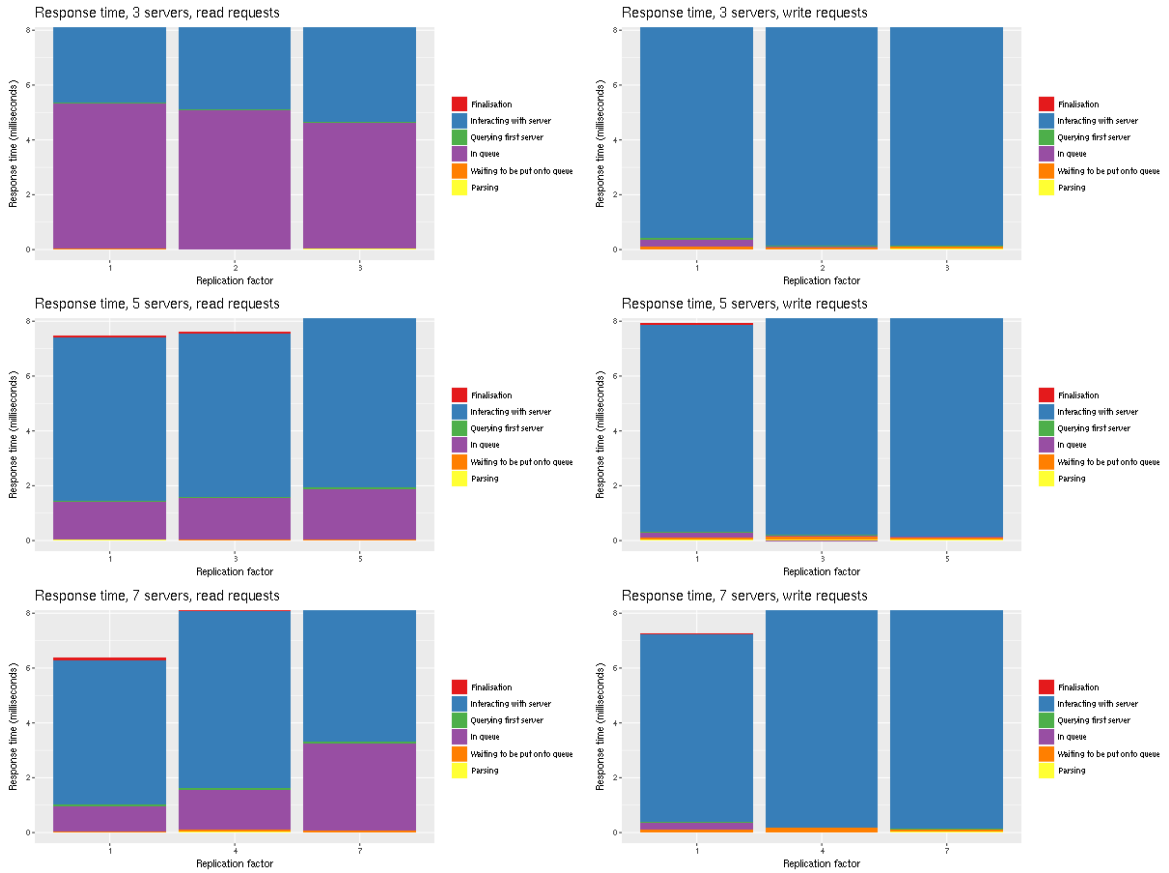 Response time, 3 servers, read requests
Response time (milliseconds)
8
6
4
2
0
1
2
3
Replication factor
Finalisation
Interacting with server
Querying first server
In queue
Waiting to be put onto queue
Parsing
Response time, 3 servers, write requests
Response time (milliseconds)
8
6
4
2
0
1
2
3
Replication factor
Finalisation
Interacting with server
Querying first server
In queue
Waiting to be put onto queue
Parsing
Response time, 5 servers, read requests
Response time (milliseconds)
8
6
4
2
0
1
3
5
Replication factor
Finalisation
Interacting with server
Querying first server
In queue
Waiting to be put onto queue
Parsing
Response time, 5 servers, write requests
Response time (milliseconds)
8
6
4
2
0
1
3
5
Replication factor
Finalisation
Interacting with server
Querying first server
In queue
Waiting to be put onto queue
Parsing
Response time, 7 servers, read requests
Response time (milliseconds)
8
6
4
2
0
1
4
7
Replication factor
Finalisation
Interacting with server
Querying first server
In queue
Waiting to be put onto queue
Parsing
Response time, 7 servers, write requests
Response time (milliseconds)
8
6
4
2
0
1
4
7
Replication factor
Finalisation
Interacting with server
Querying first server
In queue
Waiting to be put onto queue
Parsing